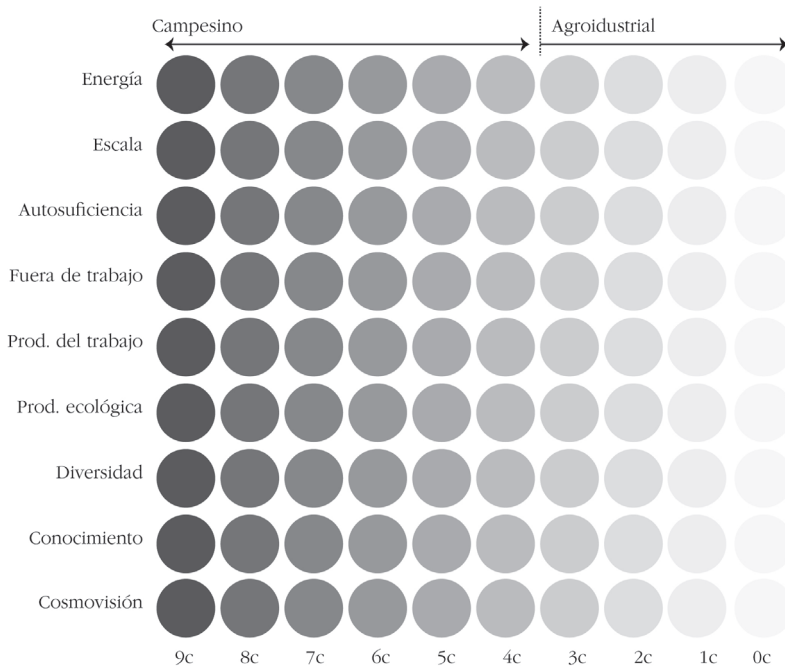 Campesino Agroidustrial
Energía
Escala
Autosuficiencia
Fuera de trabajo
Prod. del trabajo
Prod. ecológica
Diversidad
Conocimiento
Cosmovisión
9c 8c 7c 6c 5c 4c 3c 2c 1c 0c